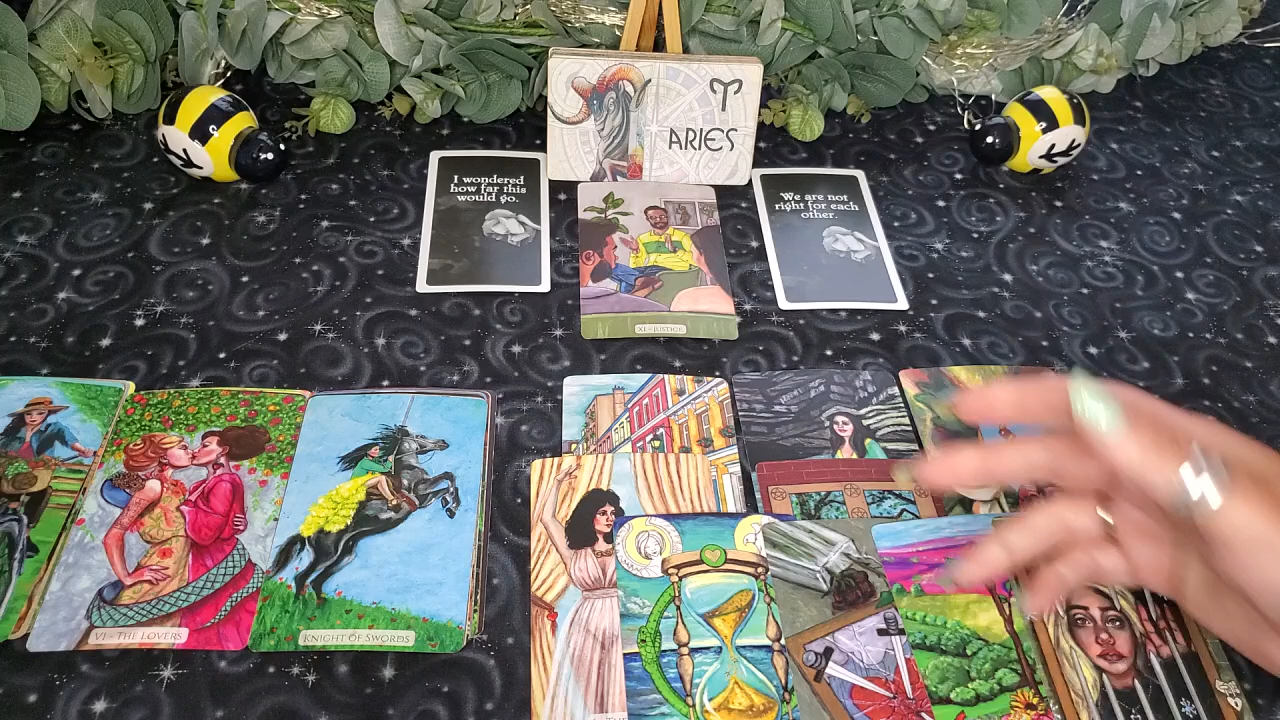 ARIES
I wondered
how far this
would go.
We are not
right for each
other.
XI - JUSTICE
VI - THE LOVERS
KNIGHT OF SWORDS
THE